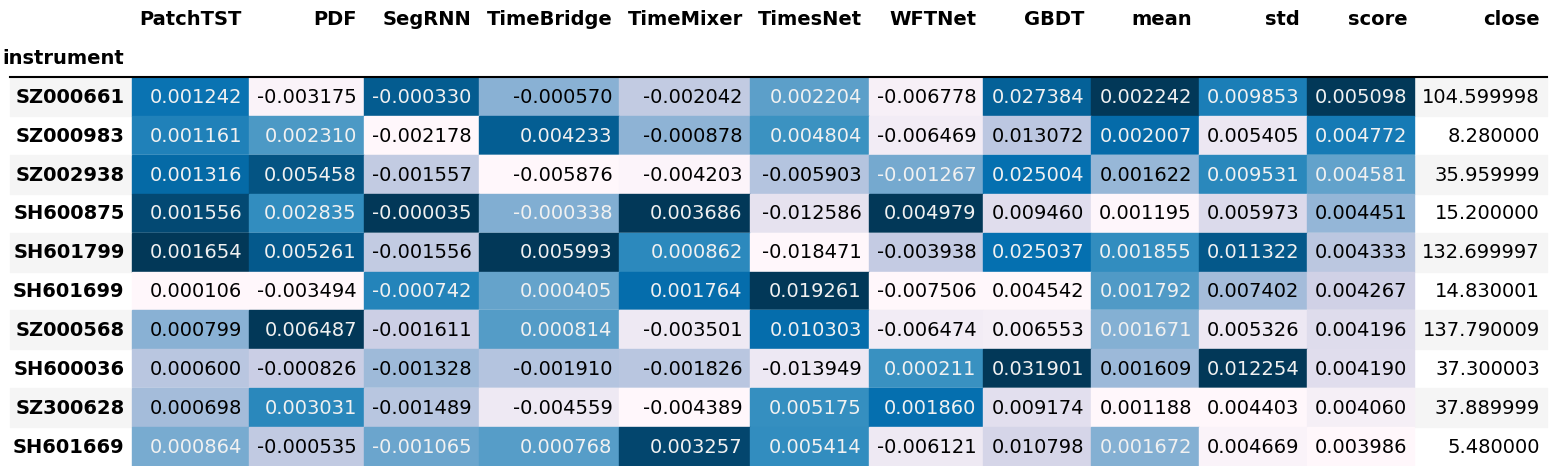 PatchTST PDF SegRNN TimeBridge TimeMixer TimesNet WFTNet GBDT mean std score close
instrument
SZ000661 0.001242 -0.003175 -0.000330 -0.000570 -0.002042 0.002204 -0.006778 0.027384 0.002242 0.009853 0.005098 104.599998
SZ000983 0.001161 0.002310 -0.002178 0.004233 -0.000878 0.004804 -0.006469 0.013072 0.002007 0.005405 0.004772 8.280000
SZ002938 0.001316 0.005458 -0.001557 -0.005876 -0.004203 -0.005903 -0.001267 0.025004 0.001622 0.009531 0.004581 35.959999
SH600875 0.001556 0.002835 -0.000035 -0.000338 0.003686 -0.012586 0.004979 0.009460 0.001195 0.005973 0.004451 15.200000
SH601799 0.001654 0.005261 -0.001556 0.005993 0.000862 -0.018471 -0.003938 0.025037 0.001855 0.011322 0.004333 132.699997
SH601699 0.000106 -0.003494 -0.000742 0.000405 0.001764 0.019261 -0.007506 0.004542 0.001792 0.007402 0.004267 14.830001
SZ000568 0.000799 0.006487 -0.001611 0.000814 -0.003501 0.010303 -0.006474 0.006553 0.001671 0.005326 0.004196 137.790009
SH600036 0.000600 -0.000826 -0.001328 -0.001910 -0.001826 -0.013949 0.000211 0.031901 0.001609 0.012254 0.004190 37.300003
SZ300628 0.000698 0.003031 -0.001489 -0.004559 -0.004389 0.005175 0.001860 0.009174 0.001188 0.004403 0.004060 37.889999
SH601669 0.000864 -0.000535 -0.001065 0.000768 0.003257 0.005414 -0.006121 0.010798 0.001672 0.004669 0.003986 5.480000